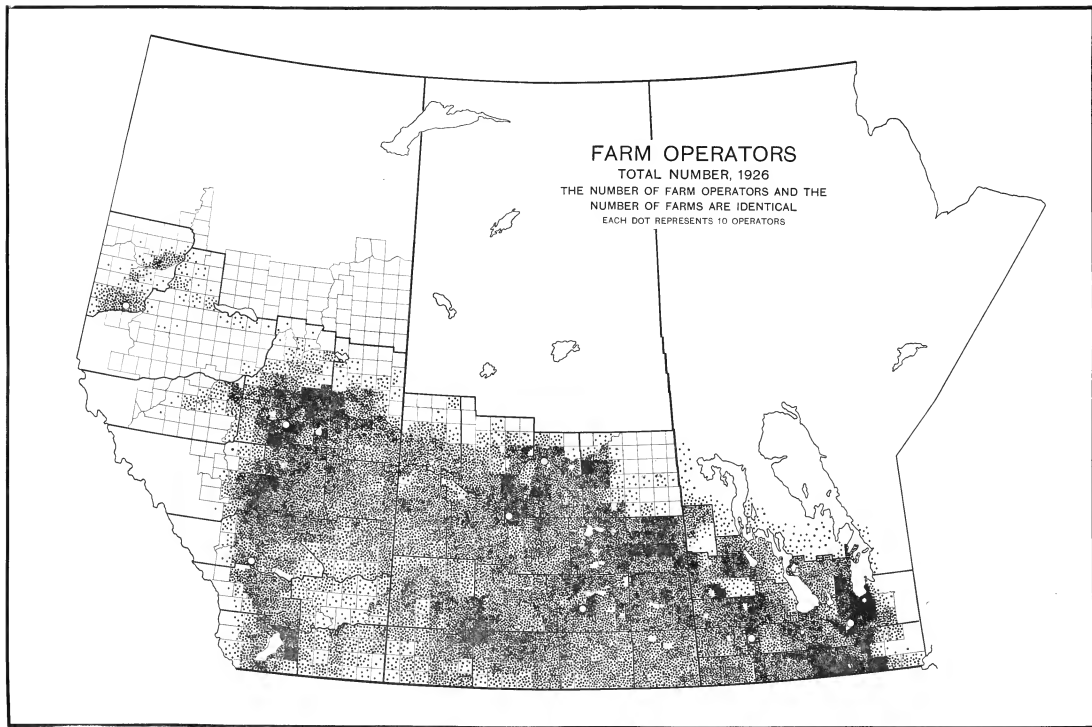 FARM OPERATORS
TOTAL NUMBER, 1926
THE NUMBER OF FARM OPERATORS AND THE
NUMBER OF FARMS ARE IDENTICAL
EACH DOT REPRESENTS 10 OPERATORS